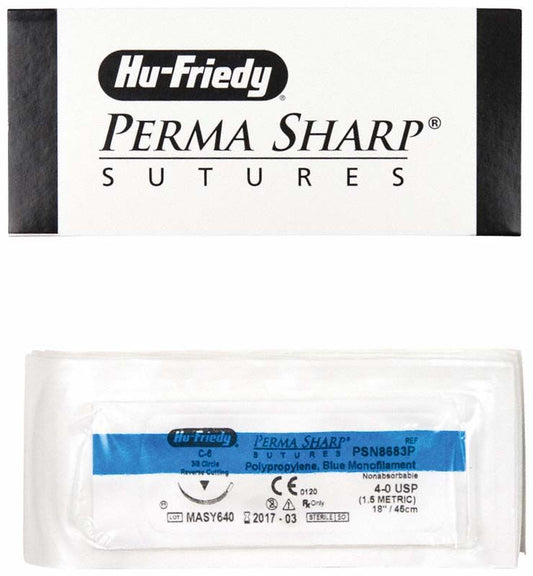 Hu-Friedy®
PERMA SHARP®
SUTURES
Hu-Friedy PERMA SHARP® REF
C-6 SUTURES PSN8683P
3/8 Circle Polypropylene, Blue Monofilament
Reverse Cutting Nonabsorbable
CE 0120 4-0 USP
Rx Only (1.5 METRIC)
18" / 45cm
LOT MASY640 2017 - 03 STERILE